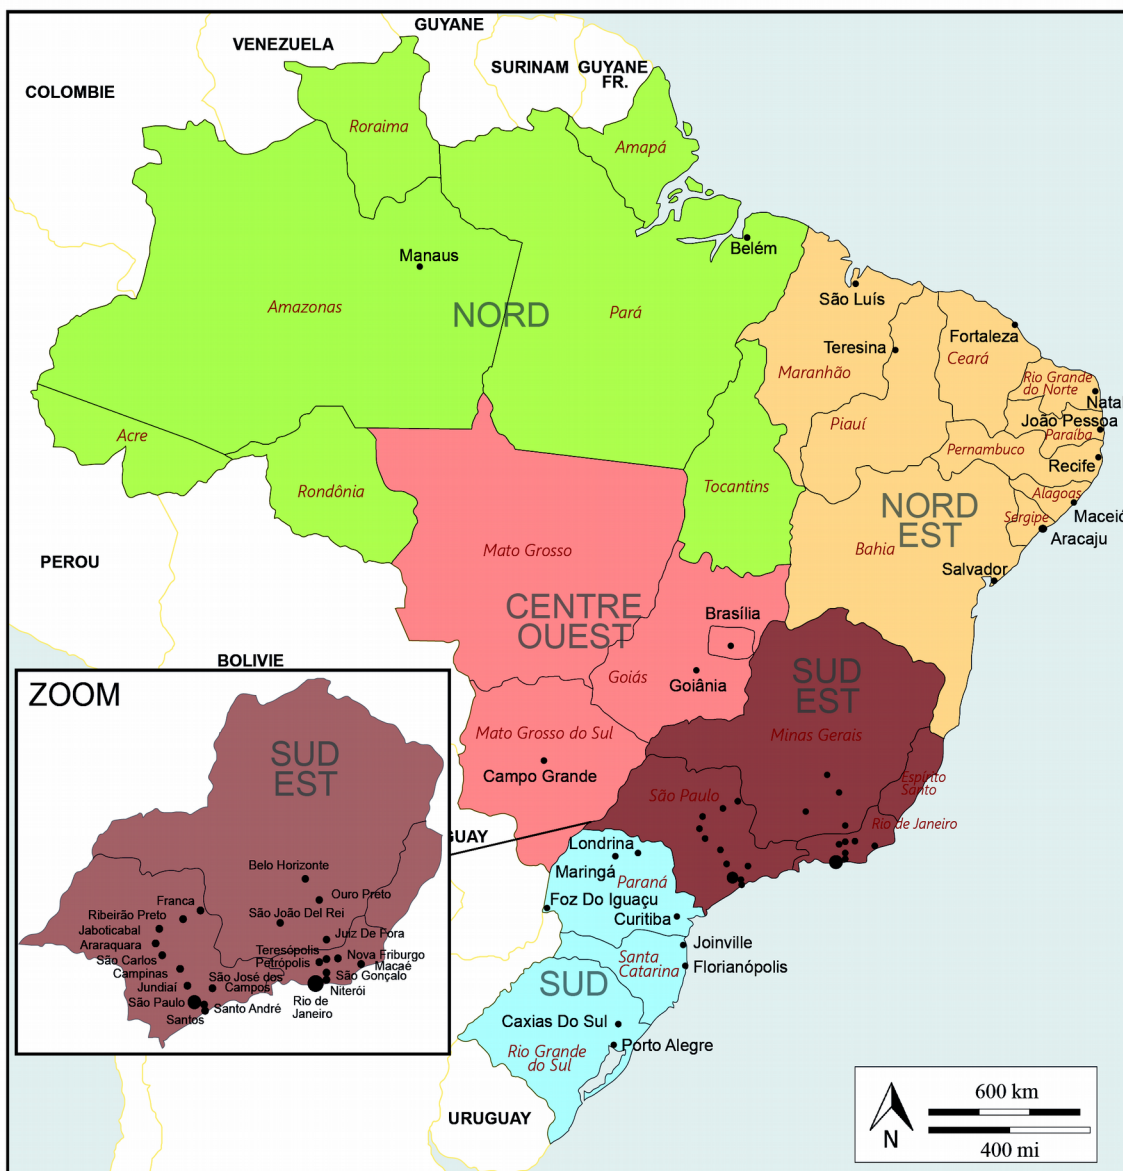 GUYANE
VENEZUELA
SURINAM
GUYANE
FR.
COLOMBIE
Roraima
Amapá
Belém
Manaus
Amazonas
NORD
Pará
São Luís
Fortaleza
Teresina
Ceará
Maranhão
Rio Grande
do Norte
Natal
João Pessoa
Piauí
Paraíba
Acre
Pernambuco
Recife
Rondônia
Tocantins
Alagoas
Maceió
NORD
EST
Sergipe
Aracaju
Mato Grosso
Bahia
PEROU
Salvador
CENTRE
OUEST
Brasília
BOLIVIE
Goiás
Goiânia
SUD
EST
Mato Grosso do Sul
Minas Gerais
Campo Grande
Espírito
Santo
São Paulo
Rio de Janeiro
GUAY
Londrina
Maringá
Paraná
Foz Do Iguaçu
Curitiba
Joinville
Santa
Catarina
Florianópolis
SUD
Caxias Do Sul
Rio Grande
do Sul
Porto Alegre
URUGUAY
ZOOM
SUD
EST
Belo Horizonte
Ouro Preto
Franca
São João Del Rei
Ribeirão Preto
Jaboticabal
Juiz De Fora
Araraquara
Teresópolis
Nova Friburgo
São Carlos
Petrópolis
Macaé
Campinas
São José dos
Campos
São Gonçalo
Jundiaí
Niterói
São Paulo
Rio de
Janeiro
Santo André
Santos
N
600 km
400 mi